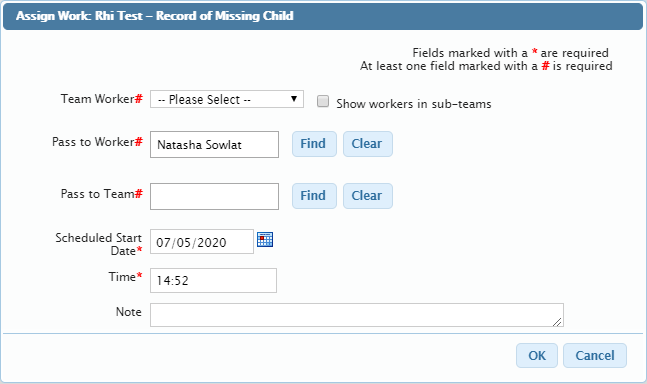 Assign Work: Rhi Test – Record of Missing Child
Fields marked with a * are required
At least one field marked with a # is required
Team Worker# -- Please Select -- Show workers in sub-teams
Pass to Worker# Natasha Sowlat Find Clear
Pass to Team# Find Clear
Scheduled Start
Date* 07/05/2020
Time* 14:52
Note
OK Cancel